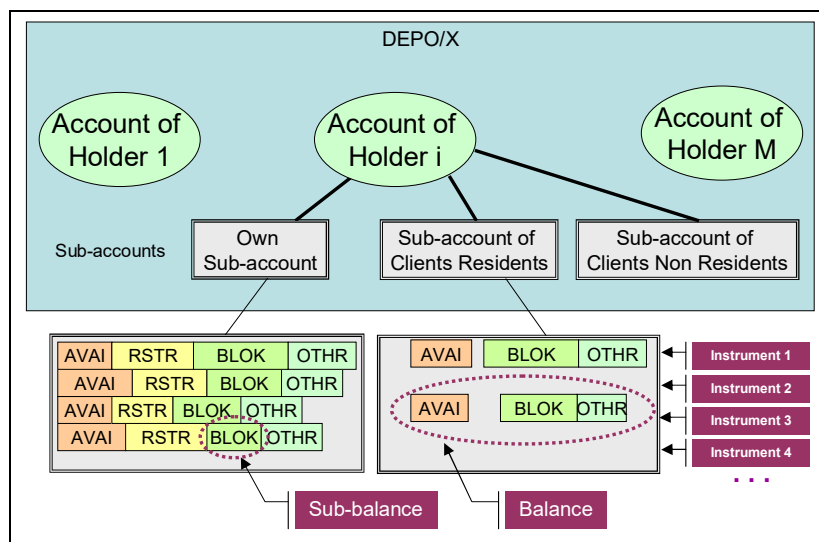 DEPO/X
Account of
Holder 1
Account of
Holder i
Account of
Holder M
Sub-accounts
Own
Sub-account
Sub-account of
Clients Residents
Sub-account of
Clients Non Residents
AVAI RSTR BLOK OTHR
AVAI RSTR BLOK OTHR
AVAI RSTR BLOK OTHR
AVAI RSTR BLOK OTHR
AVAI BLOK OTHR
AVAI BLOK OTHR
Instrument 1
Instrument 2
Instrument 3
Instrument 4
. . .
Sub-balance
Balance